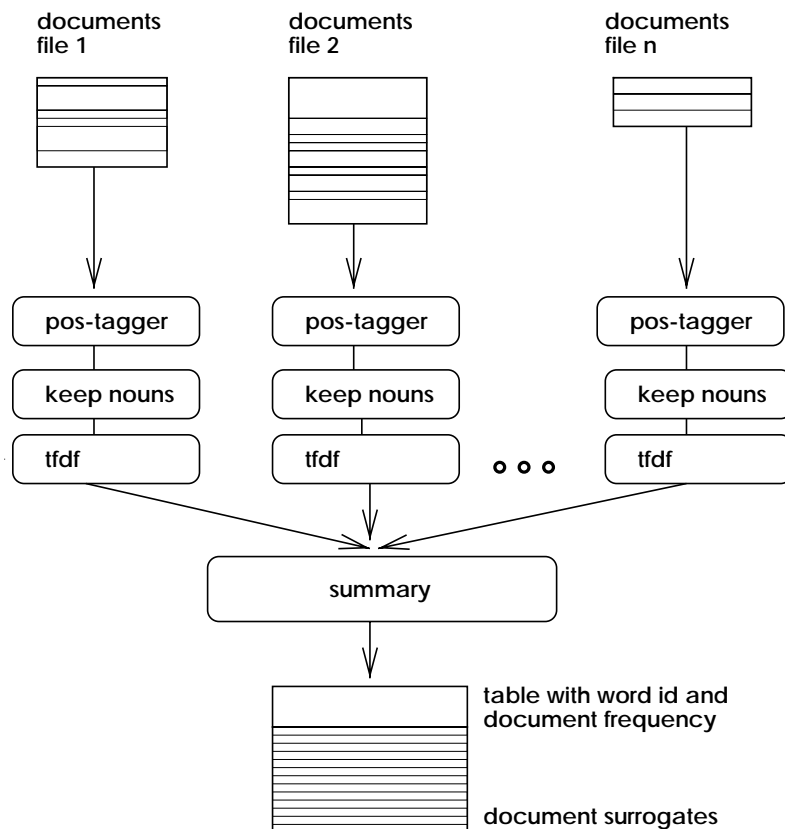 documents
file 1
documents
file 2
documents
file n
pos-tagger
pos-tagger
pos-tagger
keep nouns
keep nouns
keep nouns
tfdf
tfdf
tfdf
summary
table with word id and
document frequency
document surrogates